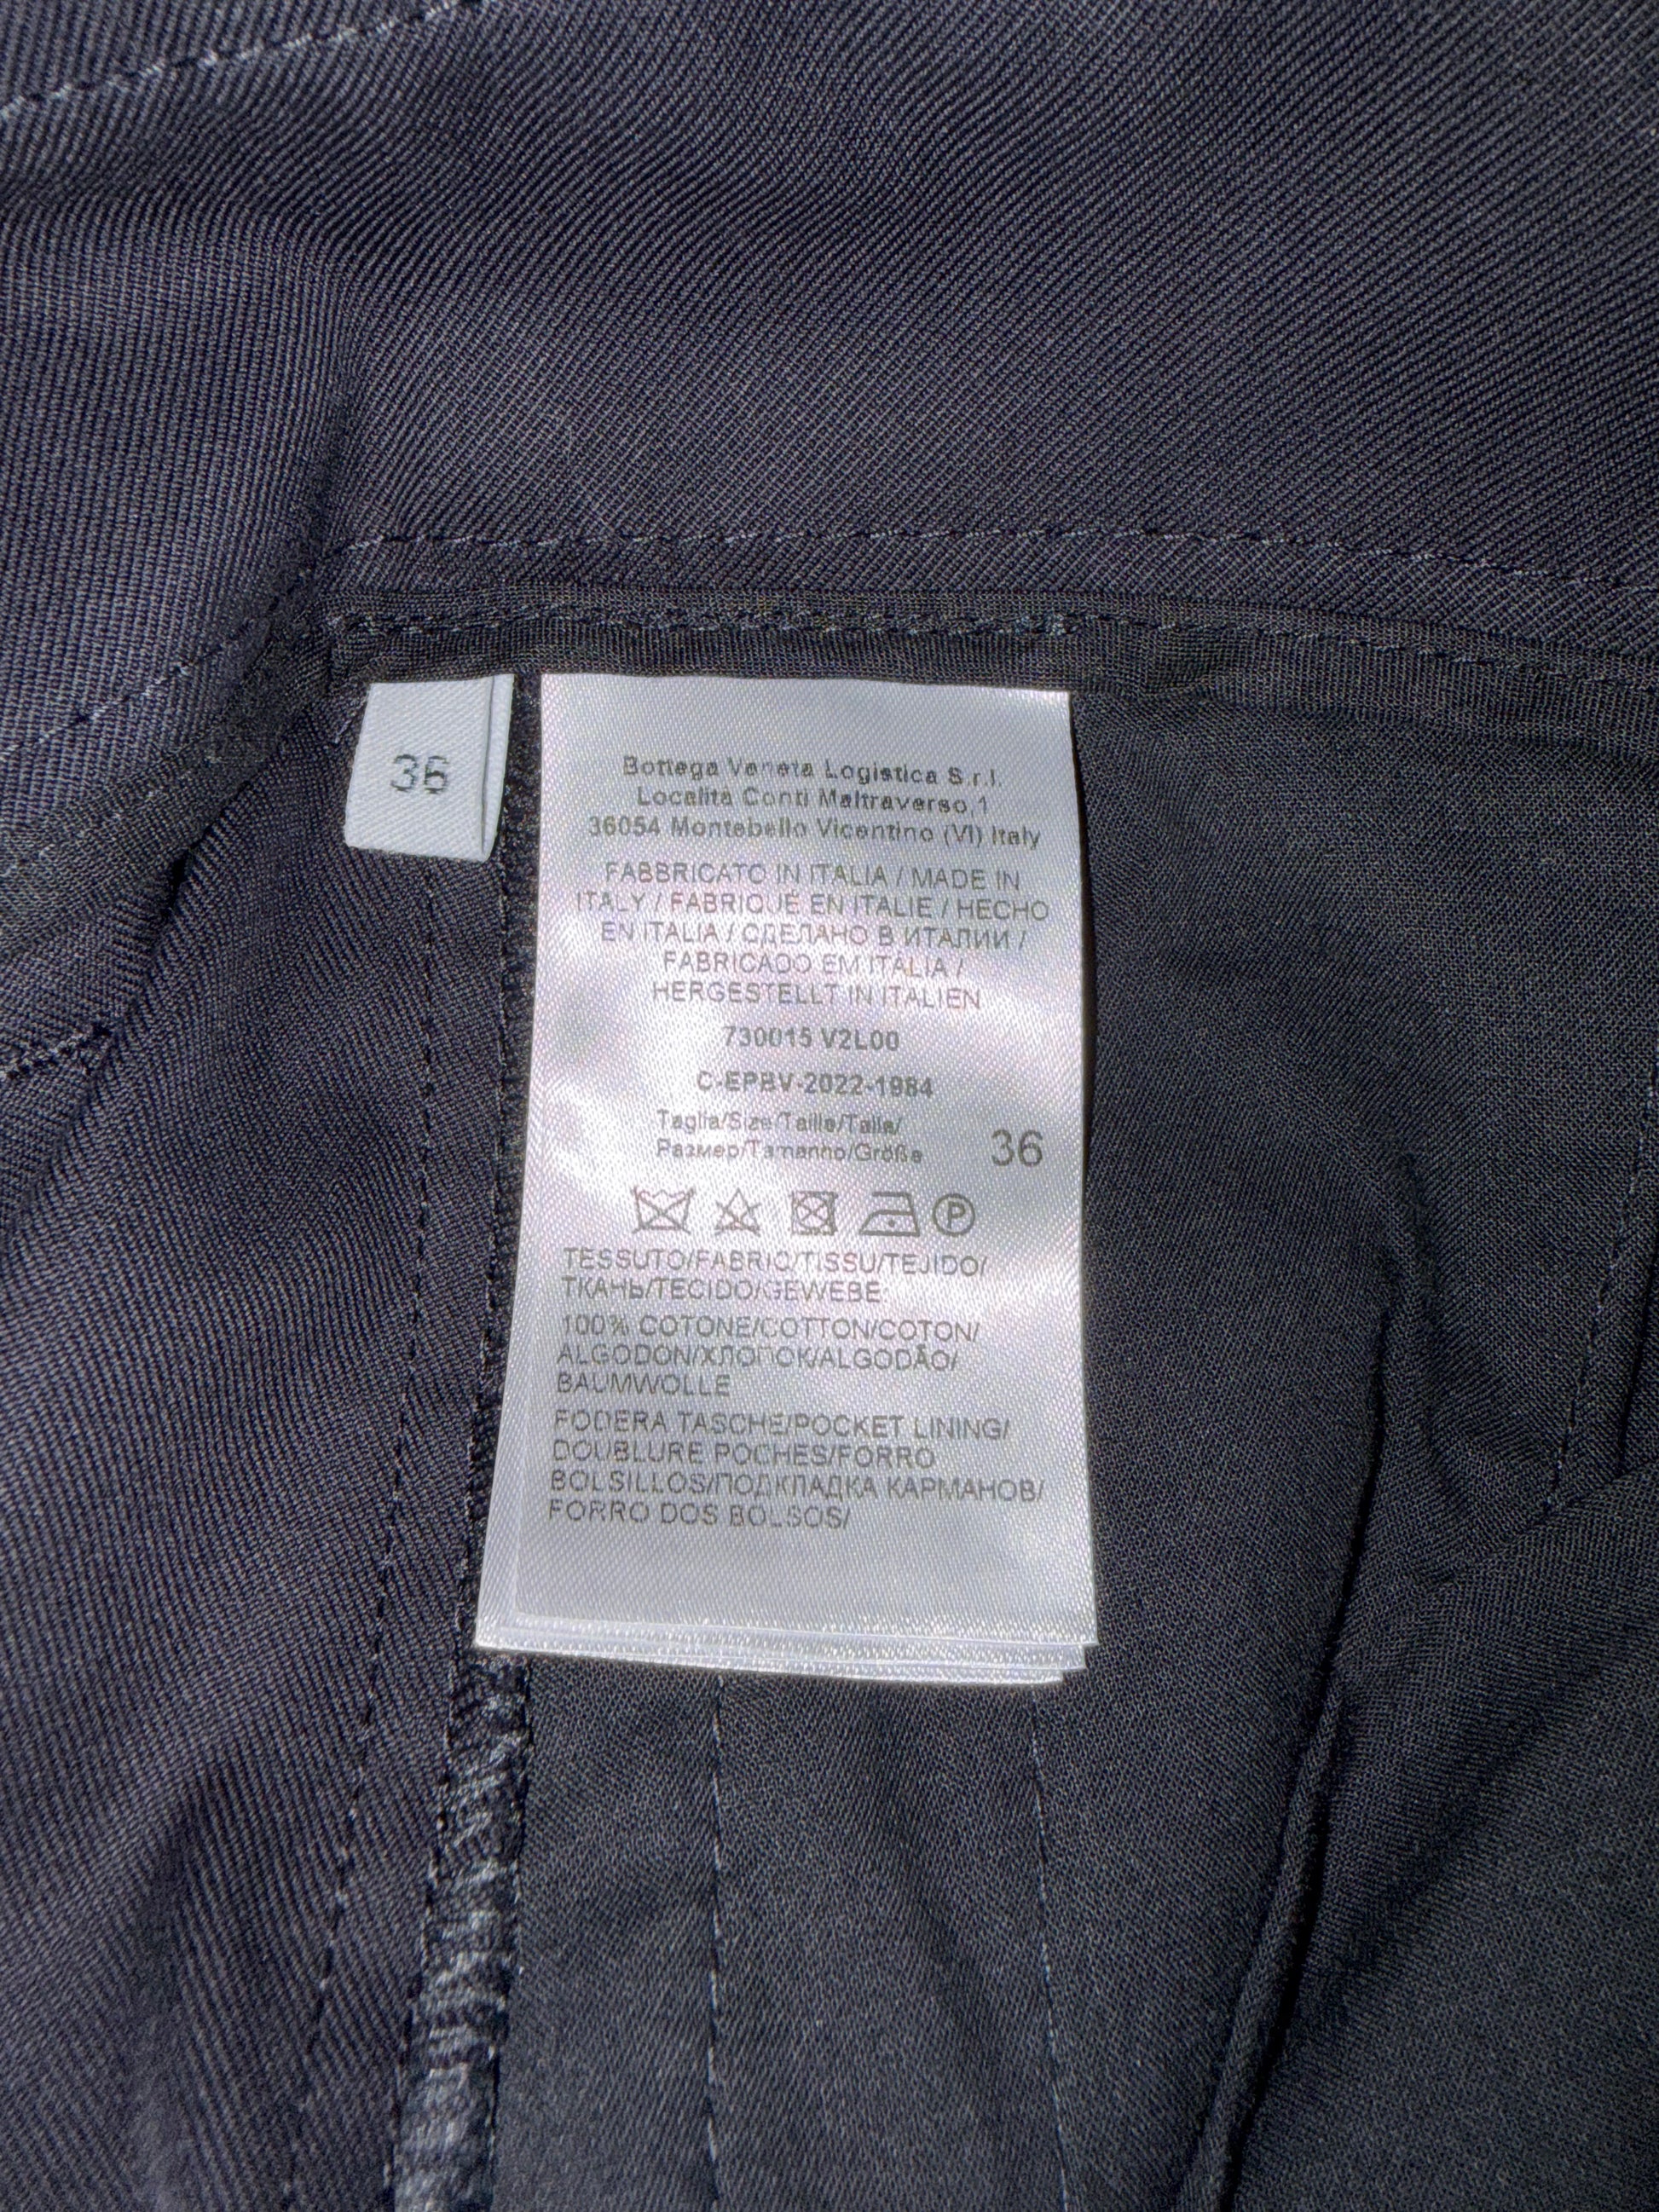 36
Bottega Veneta Logistica S.r.l.
Località Conti Maltraverso,1
36054 Montebello Vicentino (VI) Italy
FABBRICATO IN ITALIA / MADE IN
ITALY / FABRIQUÉ EN ITALIE / HECHO
EN ITALIA / СДЕЛАНО В ИТАЛИИ /
FABRICADO EM ITÁLIA /
HERGESTELLT IN ITALIEN
730015 V2L00
C-EPBV-2022-1984
Taglia/Size/Taille/Talla/
Размер/Tamanho/Größe 36
P
TESSUTO/FABRIC/TISSU/TEJIDO/
ТКАНЬ/TECIDO/GEWEBE:
100% COTONE/COTTON/COTON/
ALGODON/ХЛОПОК/ALGODÃO/
BAUMWOLLE
FODERA TASCHE/POCKET LINING/
DOUBLURE POCHES/FORRO
BOLSILLOS/ПОДКЛАДКА КАРМАНОВ/
FORRO DOS BOLSOS/